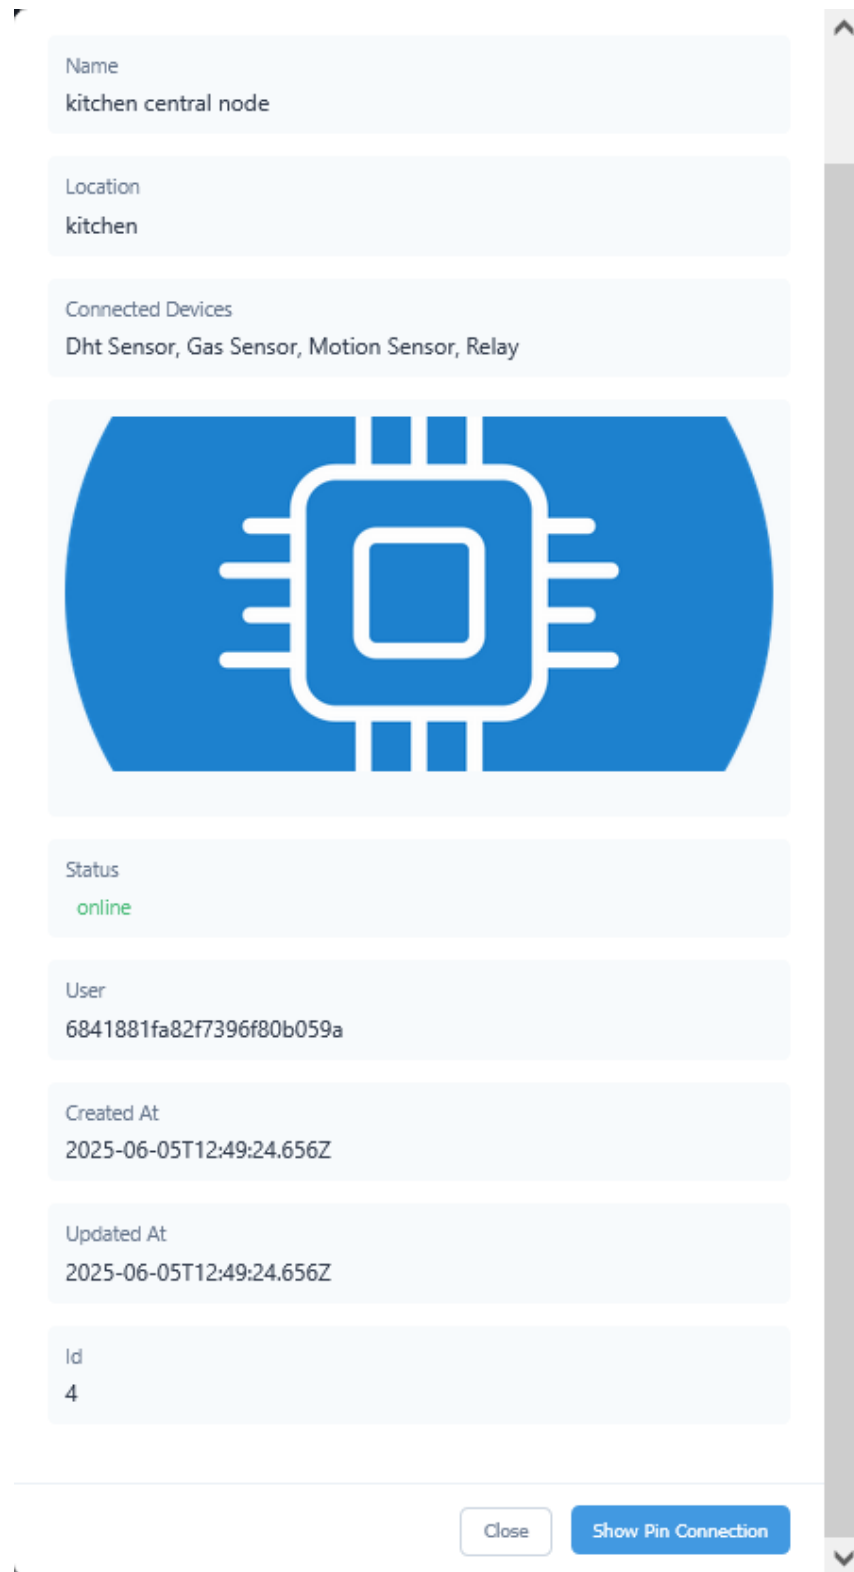 Name
kitchen central node
Location
kitchen
Connected Devices
Dht Sensor, Gas Sensor, Motion Sensor, Relay
Status
online
User
6841881fa82f7396f80b059a
Created At
2025-06-05T12:49:24.656Z
Updated At
2025-06-05T12:49:24.656Z
Id
4
Close
Show Pin Connection